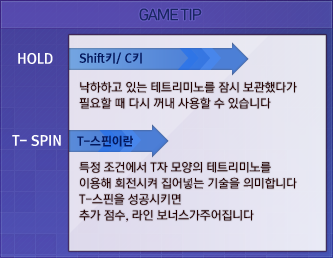 GAME TIP
HOLD
Shift키/ C키
낙하하고 있는 테트리미노를 잠시 보관했다가
필요할 때 다시 꺼내 사용할 수 있습니다
T- SPIN
T-스핀이란
특정 조건에서 T자 모양의 테트리미노를
이용해 회전시켜 집어넣는 기술을 의미합니다
T-스핀을 성공시키면
추가 점수, 라인 보너스가주어집니다